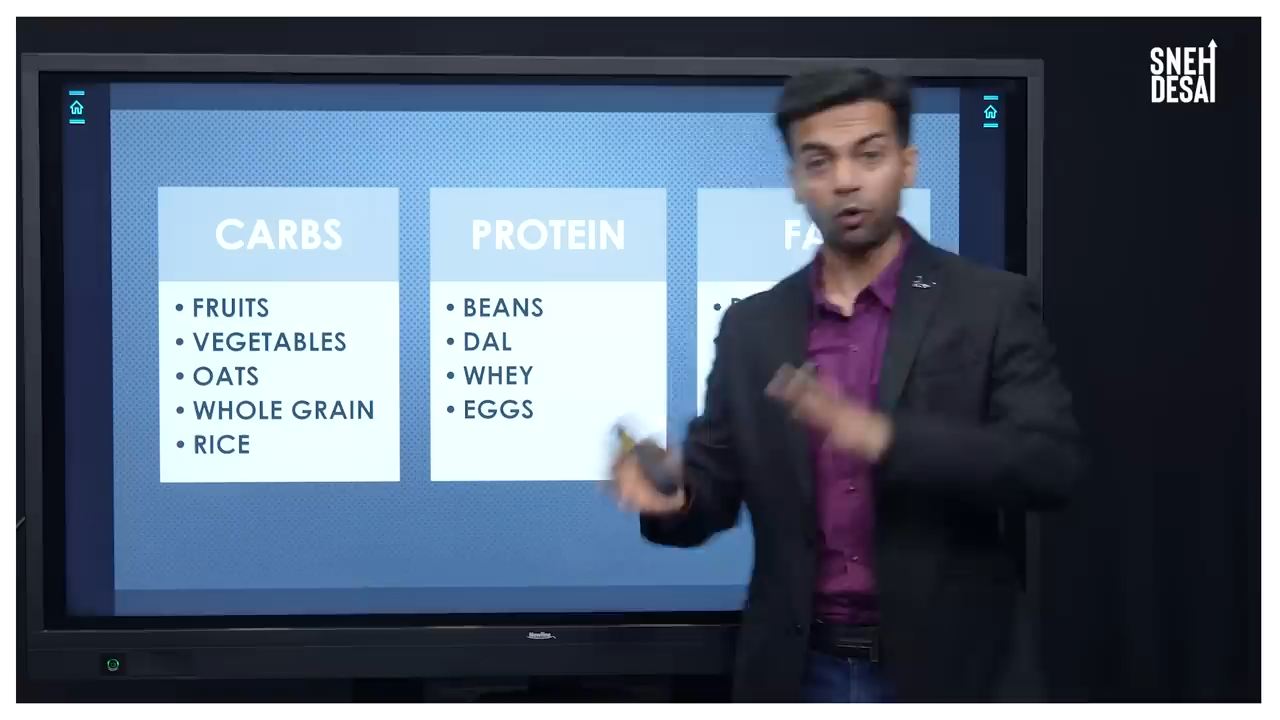 SNEH
DESAI
CARBS
• FRUITS
• VEGETABLES
• OATS
• WHOLE GRAIN
• RICE
PROTEIN
• BEANS
• DAL
• WHEY
• EGGS